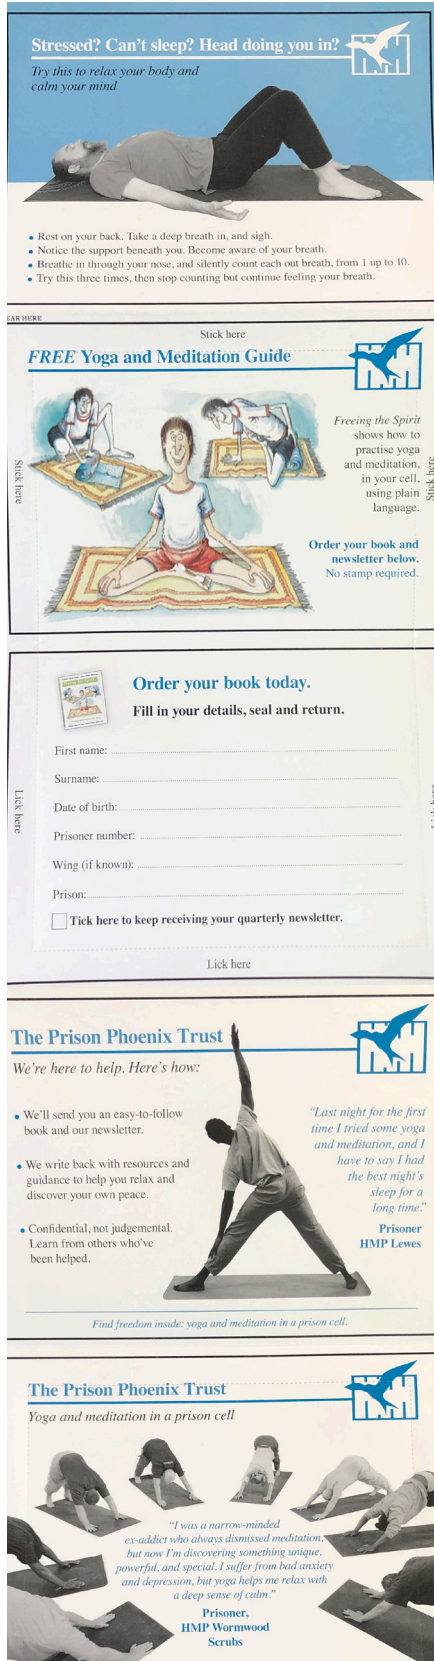 Stressed? Can't sleep? Head doing you in?
Try this to relax your body and
calm your mind
• Rest on your back. Take a deep breath in, and sigh.
• Notice the support beneath you. Become aware of your breath.
• Breathe in through your nose, and silently count each out breath, from 1 up to 10.
• Try this three times, then stop counting but continue feeling your breath.
EAR HERE
Stick here
FREE Yoga and Meditation Guide
Stick here
Freeing the Spirit
shows how to
practise yoga
and meditation,
in your cell,
using plain
language.
Stick here
Order your book and
newsletter below.
No stamp required.
Order your book today.
Fill in your details, seal and return.
First name:
Surname:
Date of birth:
Prisoner number:
Wing (if known):
Prison:
Lick here
Tick here to keep receiving your quarterly newsletter.
Lick here
The Prison Phoenix Trust
We're here to help. Here's how:
• We'll send you an easy-to-follow
book and our newsletter.
• We write back with resources and
guidance to help you relax and
discover your own peace.
• Confidential, not judgemental.
Learn from others who've
been helped.
"Last night for the first
time I tried some yoga
and meditation, and I
have to say I had
the best night's
sleep for a
long time."
Prisoner
HMP Lewes
Find freedom inside: yoga and meditation in a prison cell.
The Prison Phoenix Trust
Yoga and meditation in a prison cell
"I was a narrow-minded
ex-addict who always dismissed meditation,
but now I'm discovering something unique,
powerful, and special. I suffer from bad anxiety
and depression, but yoga helps me relax with
a deep sense of calm."
Prisoner,
HMP Wormwood
Scrubs